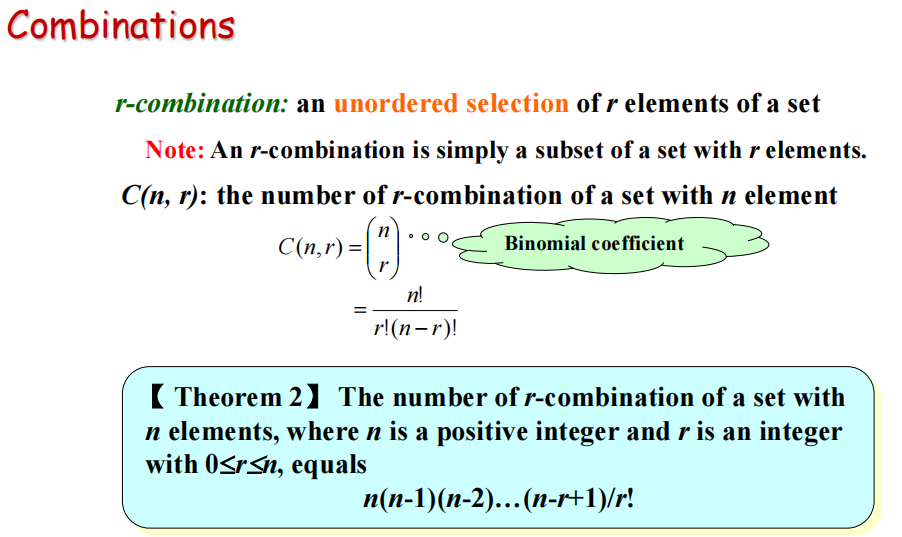 Combinations
r-combination: an unordered selection of r elements of a set
Note: An r-combination is simply a subset of a set with r elements.
C(n, r): the number of r-combination of a set with n element
C(n,r) = (n r)
Binomial coefficient
= n! / r!(n−r)!
【 Theorem 2】 The number of r-combination of a set with
n elements, where n is a positive integer and r is an integer
with 0≤r≤n, equals
n(n-1)(n-2)…(n-r+1)/r!